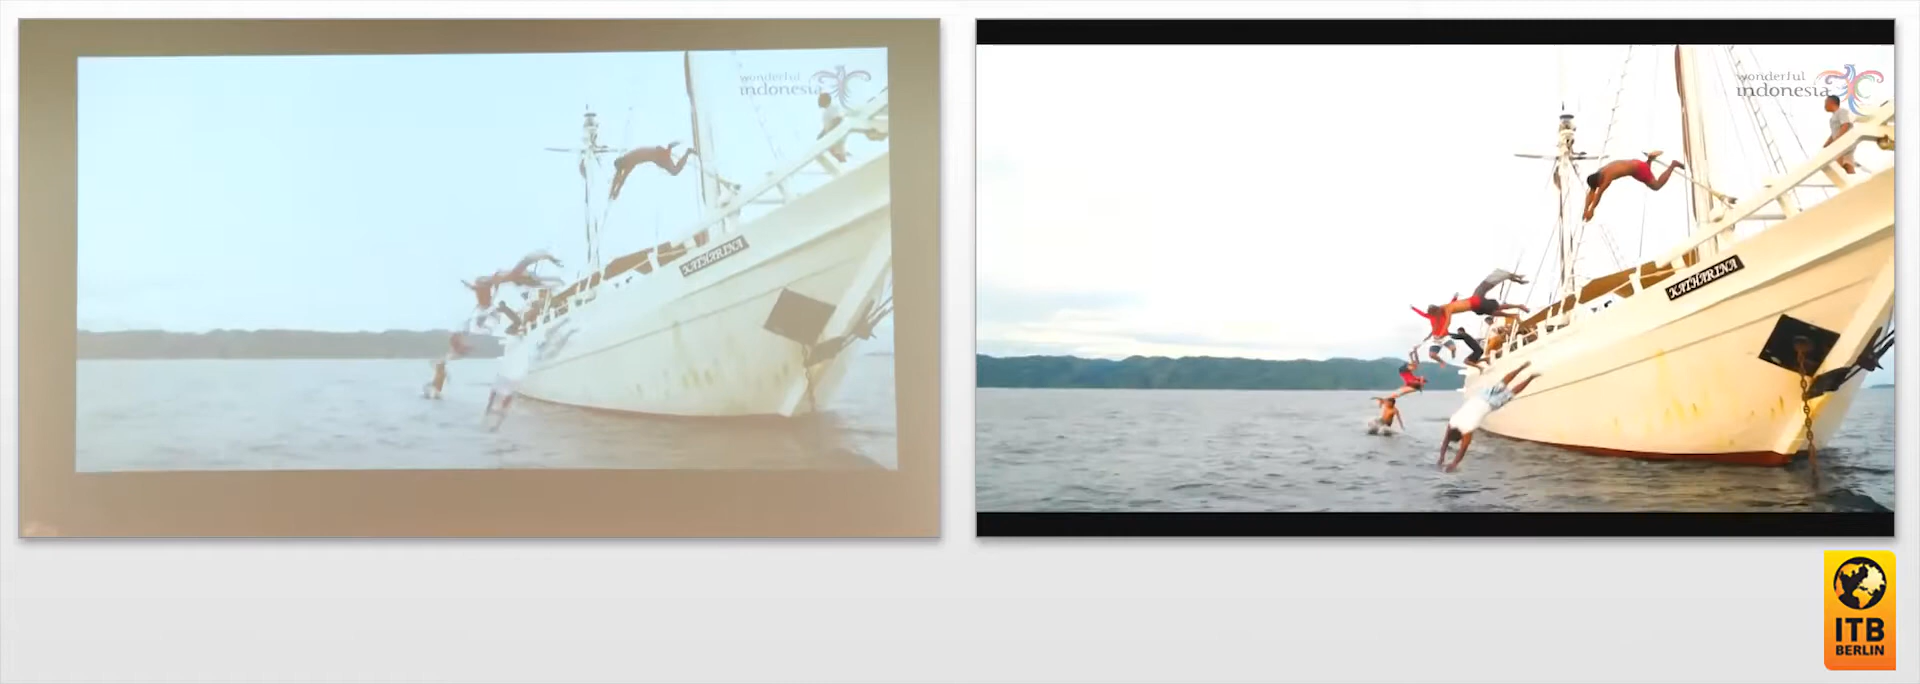 wonderful
indonesia
KATHARINA
wonderful
indonesia
KATHARINA
ITB
BERLIN